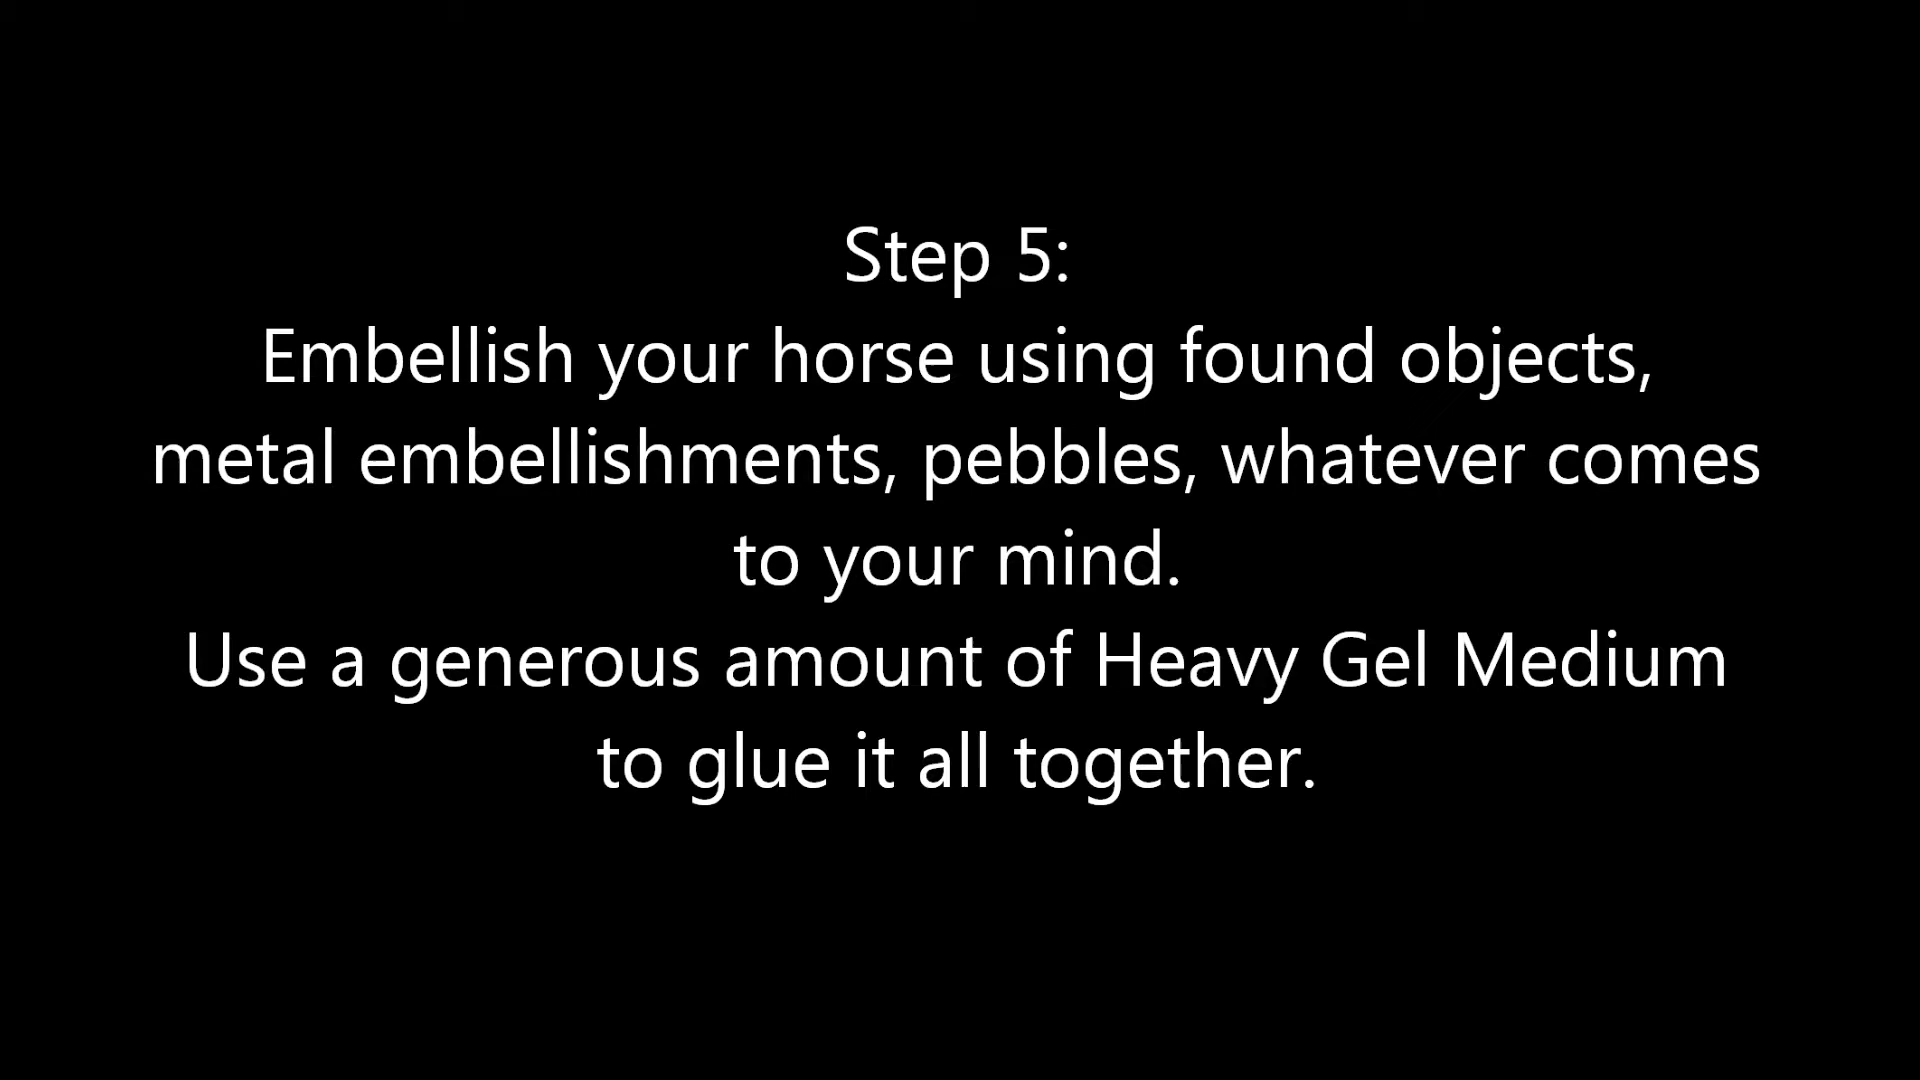 Step 5:
Embellish your horse using found objects,
metal embellishments, pebbles, whatever comes
to your mind.
Use a generous amount of Heavy Gel Medium
to glue it all together.